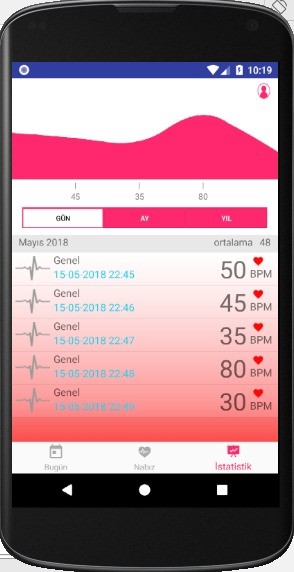 10:19
45 35 80
GÜN AY YIL
Mayıs 2018 ortalama 48
Genel
15-05-2018 22:45
50 BPM
Genel
15-05-2018 22:46
45 BPM
Genel
15-05-2018 22:47
35 BPM
Genel
15-05-2018 22:48
80 BPM
Genel
15-05-2018 22:49
30 BPM
Bugün Nabız İstatistik